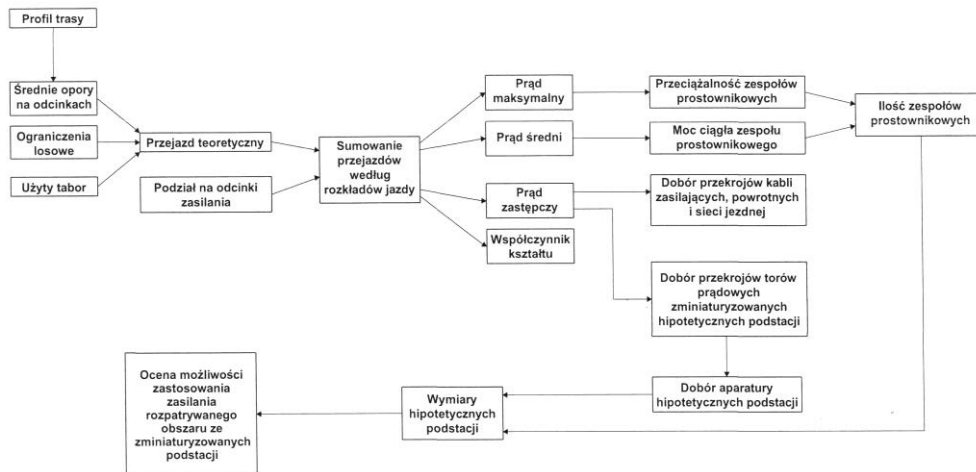 Profil trasy
Średnie opory
na odcinkach
Ograniczenia
losowe
Użyty tabor
Przejazd teoretyczny
Podział na odcinki
zasilania
Sumowanie
przejazdów
według
rozkładów jazdy
Prąd
maksymalny
Prąd średni
Prąd
zastępczy
Współczynnik
kształtu
Przeciążalność zespołów
prostownikowych
Moc ciągła zespołu
prostownikowego
Dobór przekrojów kabli
zasilających, powrotnych
i sieci jezdnej
Ilość zespołów
prostownikowych
Dobór przekrojów torów
prądowych
zminiaturyzowanych
hipotetycznych podstacji
Dobór aparatury
hipotetycznych podstacji
Wymiary
hipotetycznych
podstacji
Ocena możliwości
zastosowania
zasilania
rozpatrywanego
obszaru ze
zminiaturyzowanych
podstacji